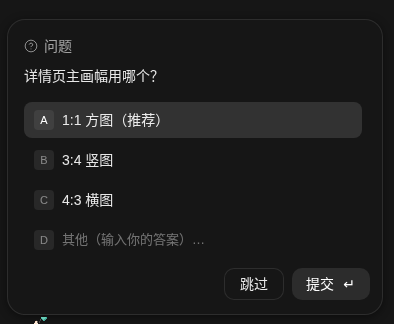 问题
详情页主画幅用哪个？
A 1:1 方图（推荐）
B 3:4 竖图
C 4:3 横图
D 其他（输入你的答案）...
跳过 提交 ↵